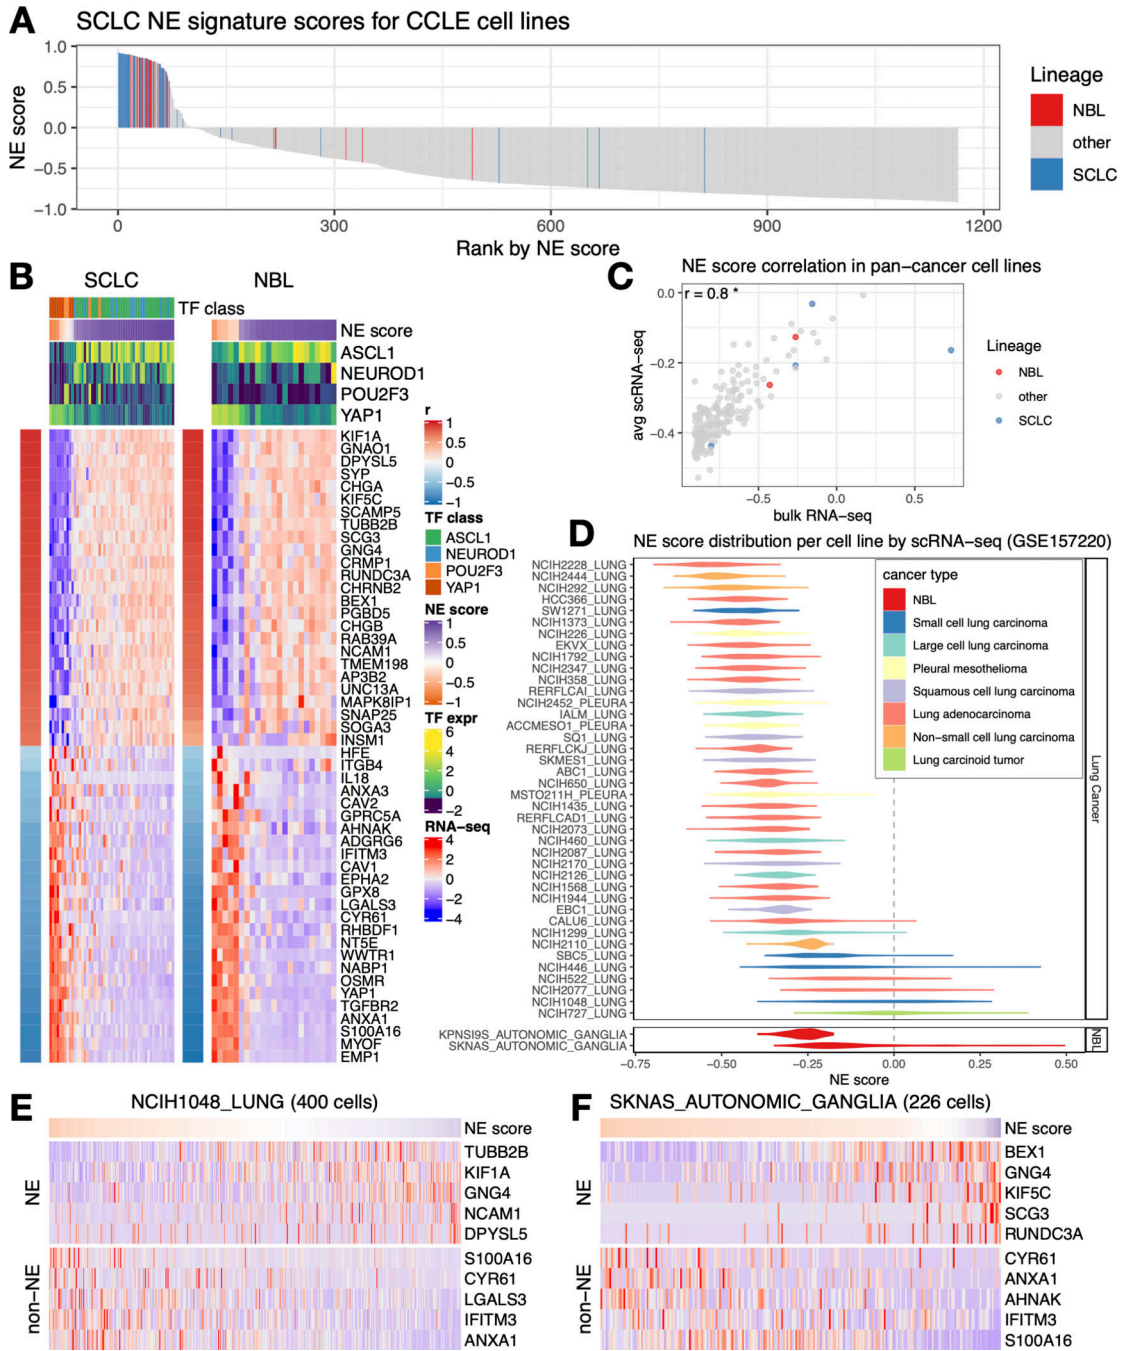 A
SCLC NE signature scores for CCLE cell lines
1.0
0.5
0.0
−0.5
−1.0
NE score
0
300
600
900
1200
Rank by NE score
Lineage
NBL
other
SCLC
B
SCLC
NBL
TF class
NE score
ASCL1
NEUROD1
POU2F3
YAP1
KIF1A
GNAO1
DPYSL5
SYP
CHGA
KIF5C
SCAMP5
TUBB2B
SCG3
GNG4
CRMP1
RUNDC3A
CHRNB2
BEX1
PGBD5
CHGB
RAB39A
NCAM1
TMEM198
AP3B2
UNC13A
MAPK8IP1
SNAP25
SOGA3
INSM1
HFE
ITGB4
IL18
ANXA3
CAV2
GPRC5A
AHNAK
ADGRG6
IFITM3
CAV1
EPHA2
GPX8
LGALS3
CYR61
RHBDF1
NT5E
WWTR1
NABP1
OSMR
YAP1
TGFBR2
ANXA1
S100A16
MYOF
EMP1
r
1
0.5
0
−0.5
−1
TF class
ASCL1
NEUROD1
POU2F3
YAP1
NE score
1
0.5
0
−0.5
−1
TF expr
6
4
2
0
−2
RNA−seq
4
2
0
−2
−4
C
NE score correlation in pan−cancer cell lines
r = 0.8 *
0.0
−0.2
−0.4
avg scRNA−seq
−0.5
0.0
0.5
bulk RNA−seq
Lineage
NBL
other
SCLC
D
NE score distribution per cell line by scRNA−seq (GSE157220)
NCIH2228_LUNG
NCIH2444_LUNG
NCIH292_LUNG
HCC366_LUNG
SW1271_LUNG
NCIH1373_LUNG
NCIH226_LUNG
EKVX_LUNG
NCIH1792_LUNG
NCIH2347_LUNG
NCIH358_LUNG
RERFLCAI_LUNG
NCIH2452_PLEURA
IALM_LUNG
ACCMESO1_PLEURA
SQ1_LUNG
RERFLCKJ_LUNG
SKMES1_LUNG
ABC1_LUNG
NCIH650_LUNG
MSTO211H_PLEURA
NCIH1435_LUNG
RERFLCAD1_LUNG
NCIH2073_LUNG
NCIH460_LUNG
NCIH2087_LUNG
NCIH2170_LUNG
NCIH2126_LUNG
NCIH1568_LUNG
NCIH1944_LUNG
EBC1_LUNG
CALU6_LUNG
NCIH1299_LUNG
NCIH2110_LUNG
SBC5_LUNG
NCIH446_LUNG
NCIH522_LUNG
NCIH2077_LUNG
NCIH1048_LUNG
NCIH727_LUNG
KPNSI9S_AUTONOMIC_GANGLIA
SKNAS_AUTONOMIC_GANGLIA
cancer type
NBL
Small cell lung carcinoma
Large cell lung carcinoma
Pleural mesothelioma
Squamous cell lung carcinoma
Lung adenocarcinoma
Non−small cell lung carcinoma
Lung carcinoid tumor
Lung Cancer
NBL
−0.75
−0.50
−0.25
0.00
0.25
0.50
NE score
E
NCIH1048_LUNG (400 cells)
NE score
NE
TUBB2B
KIF1A
GNG4
NCAM1
DPYSL5
non−NE
S100A16
CYR61
LGALS3
IFITM3
ANXA1
F
SKNAS_AUTONOMIC_GANGLIA (226 cells)
NE score
NE
BEX1
GNG4
KIF5C
SCG3
RUNDC3A
non−NE
CYR61
ANXA1
AHNAK
IFITM3
S100A16